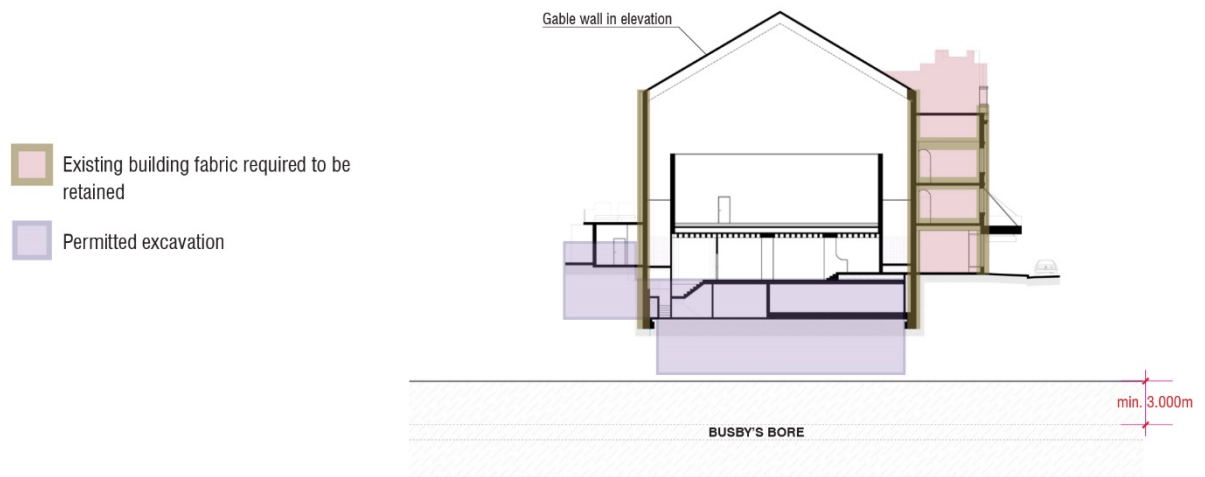 Gable wall in elevation
Existing building fabric required to be
retained
Permitted excavation
min. 3.000m
BUSBY'S BORE